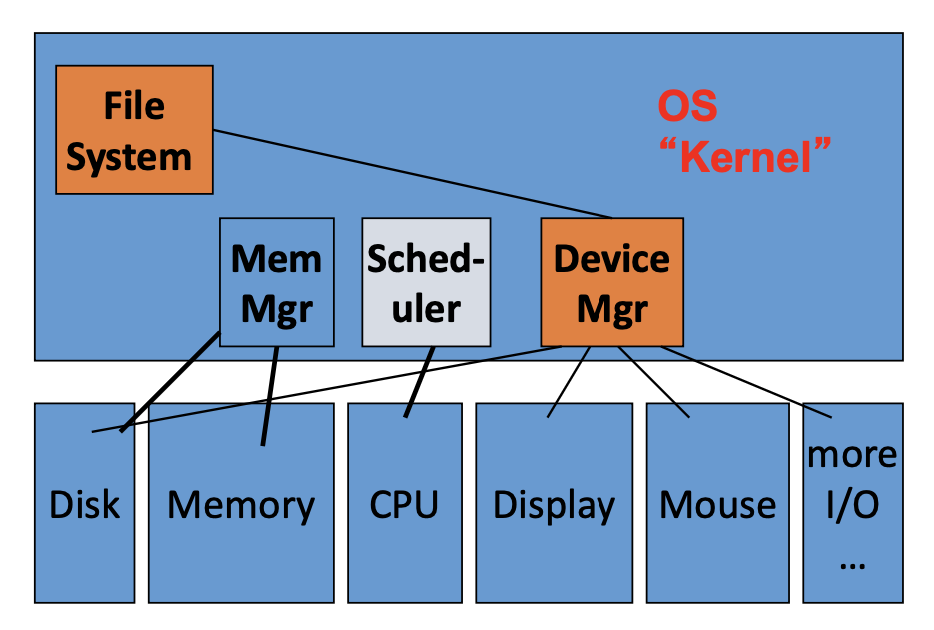 File
System
OS
“Kernel”
Mem
Mgr
Sched-
uler
Device
Mgr
Disk
Memory
CPU
Display
Mouse
more
I/O
...